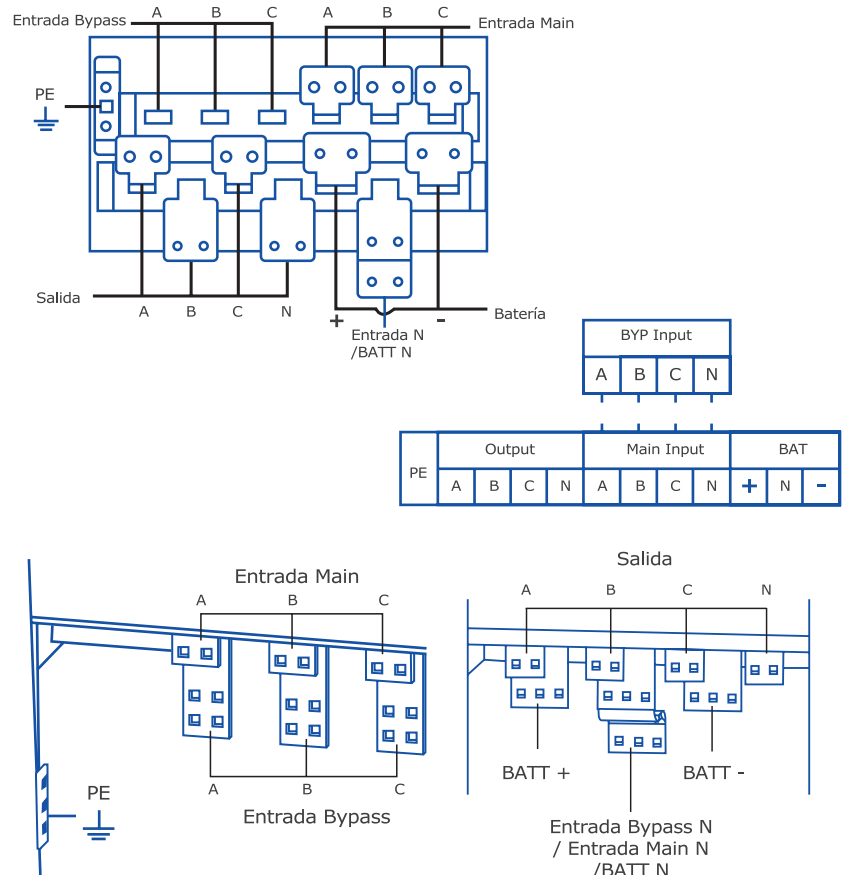 Entrada Bypass A B C A B C Entrada Main
PE
Salida
A B C N + - Batería
Entrada N
/BATT N
BYP Input
A B C N
PE Output Main Input BAT
A B C N A B C N + N -
Entrada Main
A B C
A B C
Entrada Bypass
PE
Salida
A B C N
BATT + BATT -
Entrada Bypass N
/ Entrada Main N
/BATT N